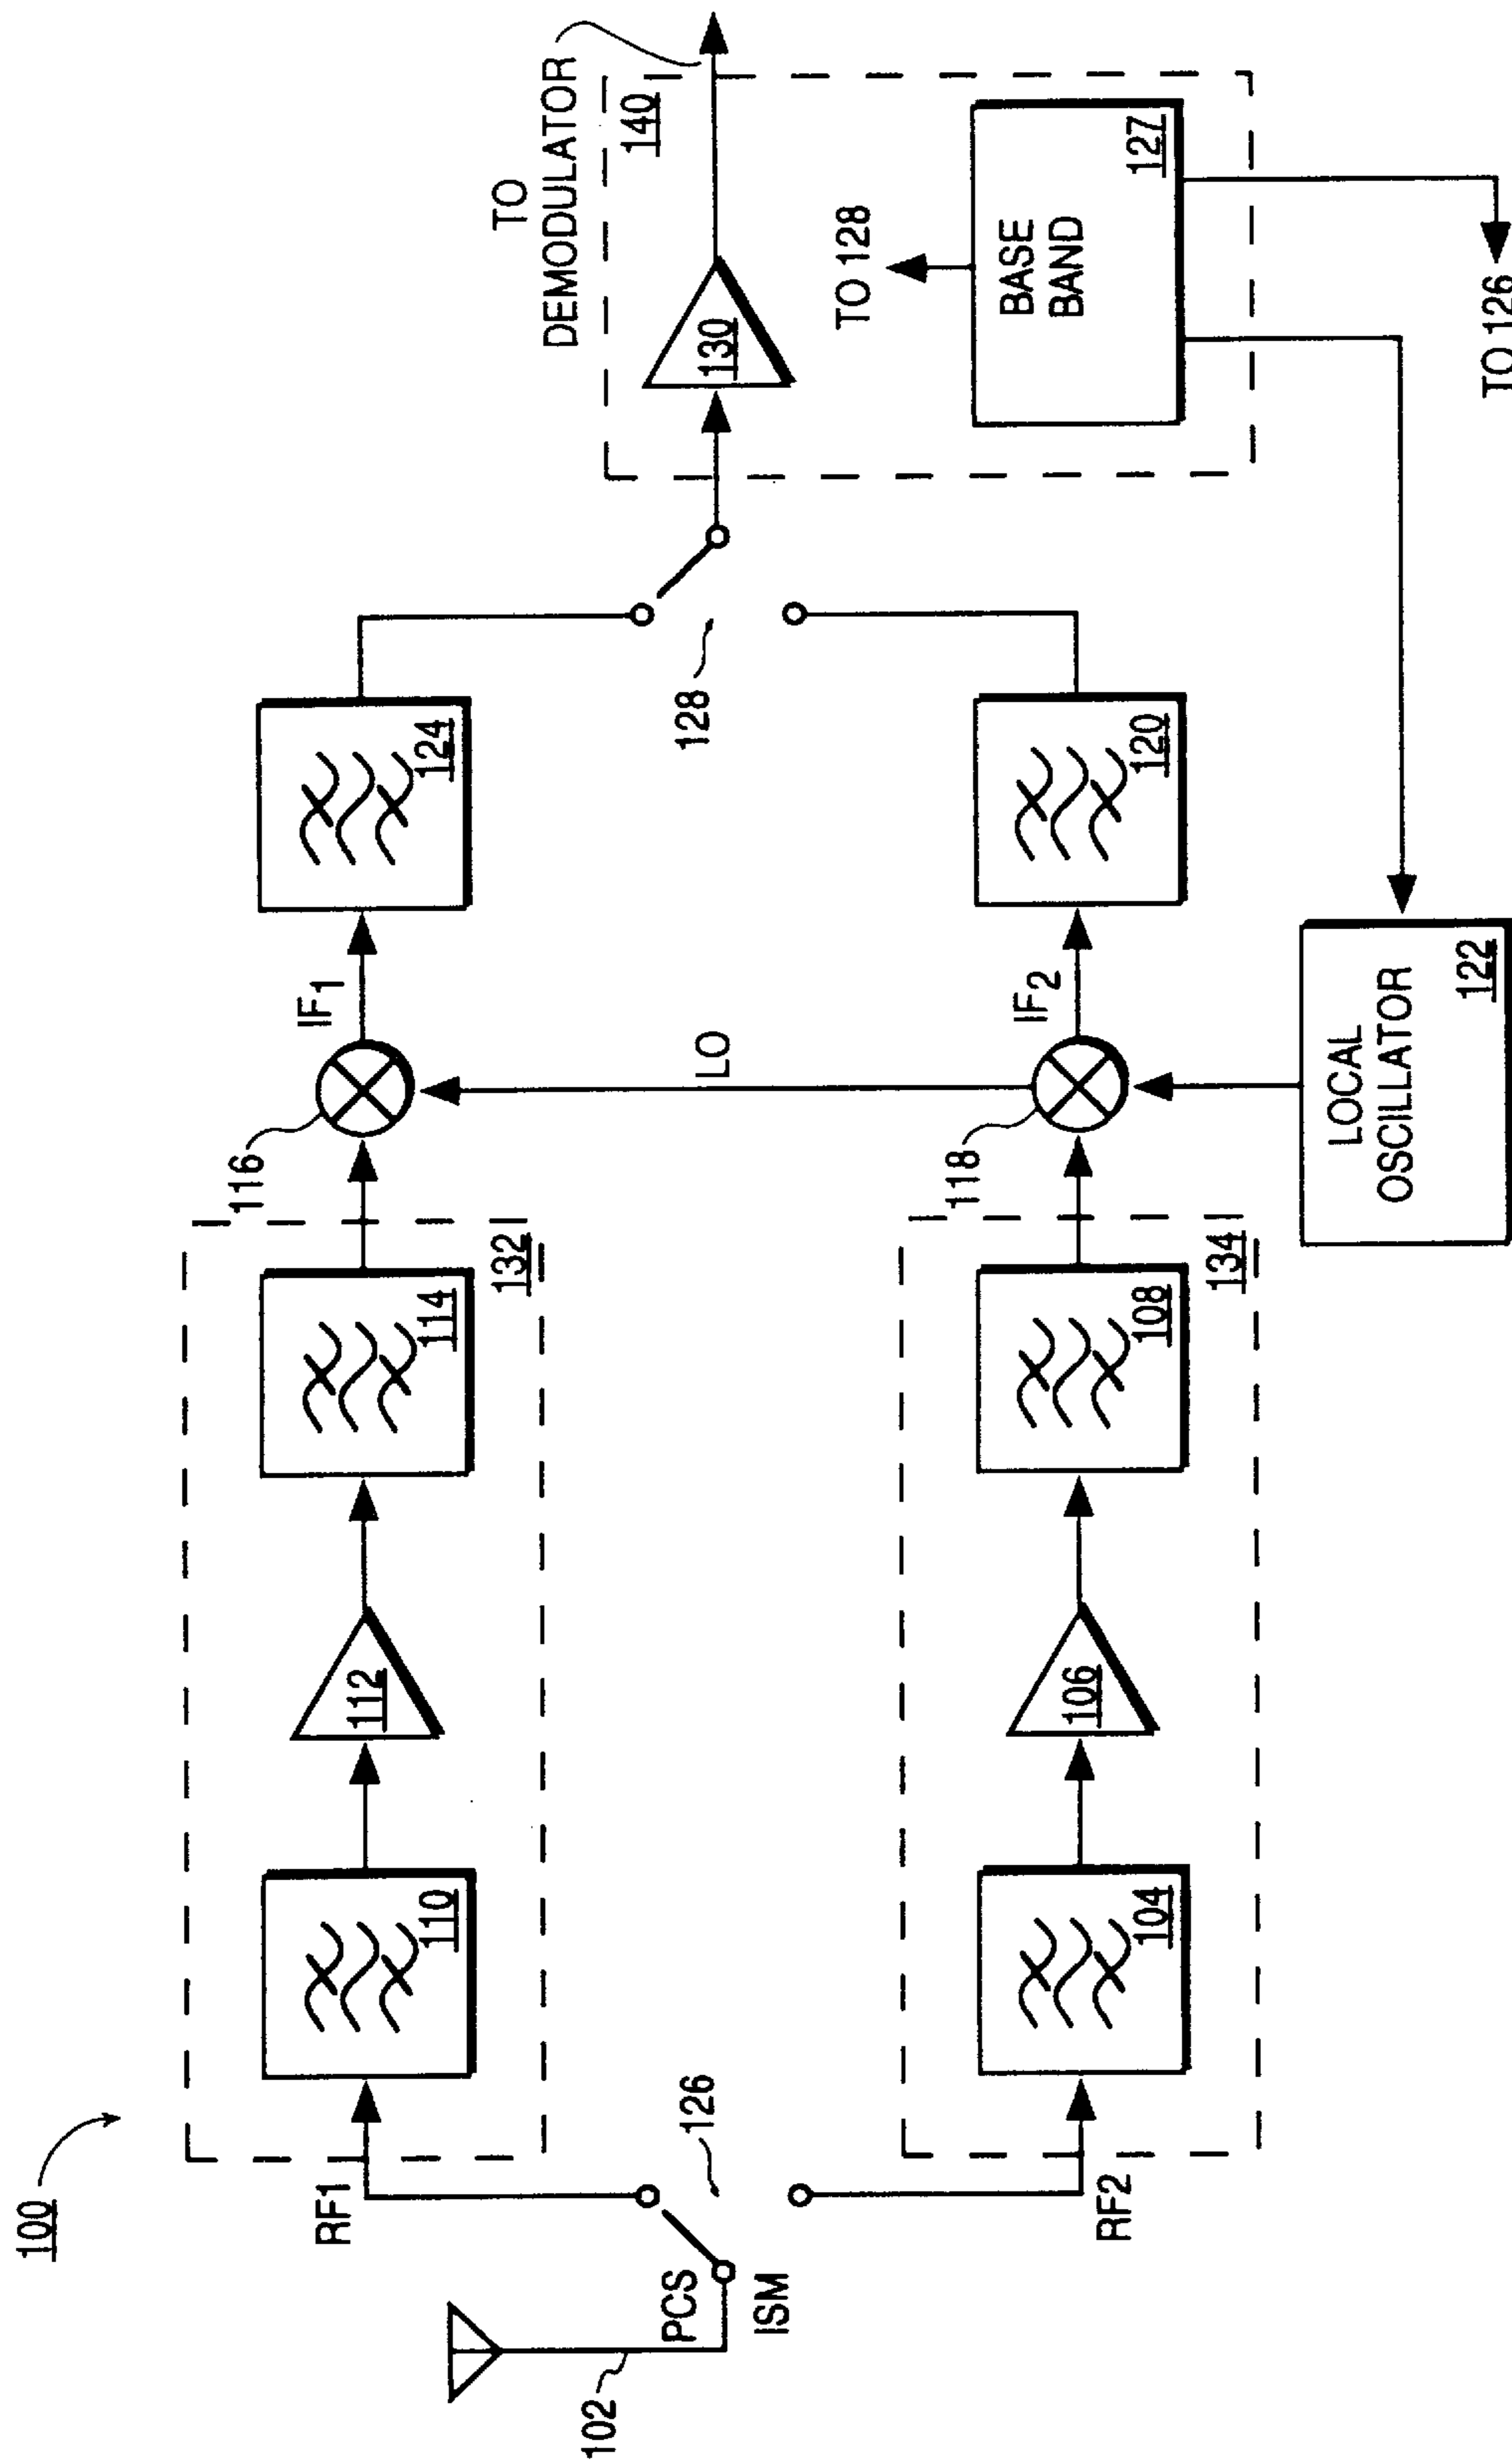 100
TO
DEMODULATOR
140
130
TO 128
BASE
BAND
127
TO 126
124
120
128
IF1
IF2
LO
116
118
LOCAL
OSCILLATOR
122
132
114
134
108
112
106
110
104
RF1
RF2
126
PCS
ISM
102